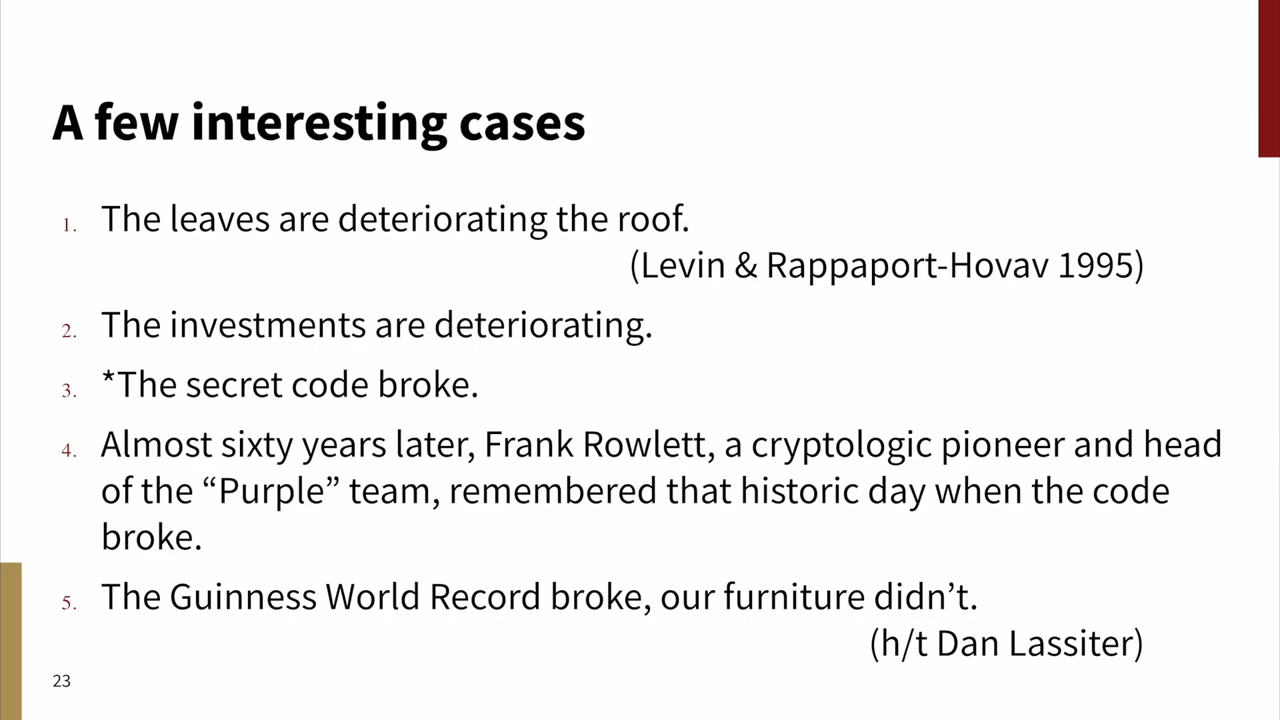 A few interesting cases
1. The leaves are deteriorating the roof.
(Levin & Rappaport-Hovav 1995)
2. The investments are deteriorating.
3. *The secret code broke.
4. Almost sixty years later, Frank Rowlett, a cryptologic pioneer and head
of the “Purple” team, remembered that historic day when the code
broke.
5. The Guinness World Record broke, our furniture didn’t.
(h/t Dan Lassiter)
23